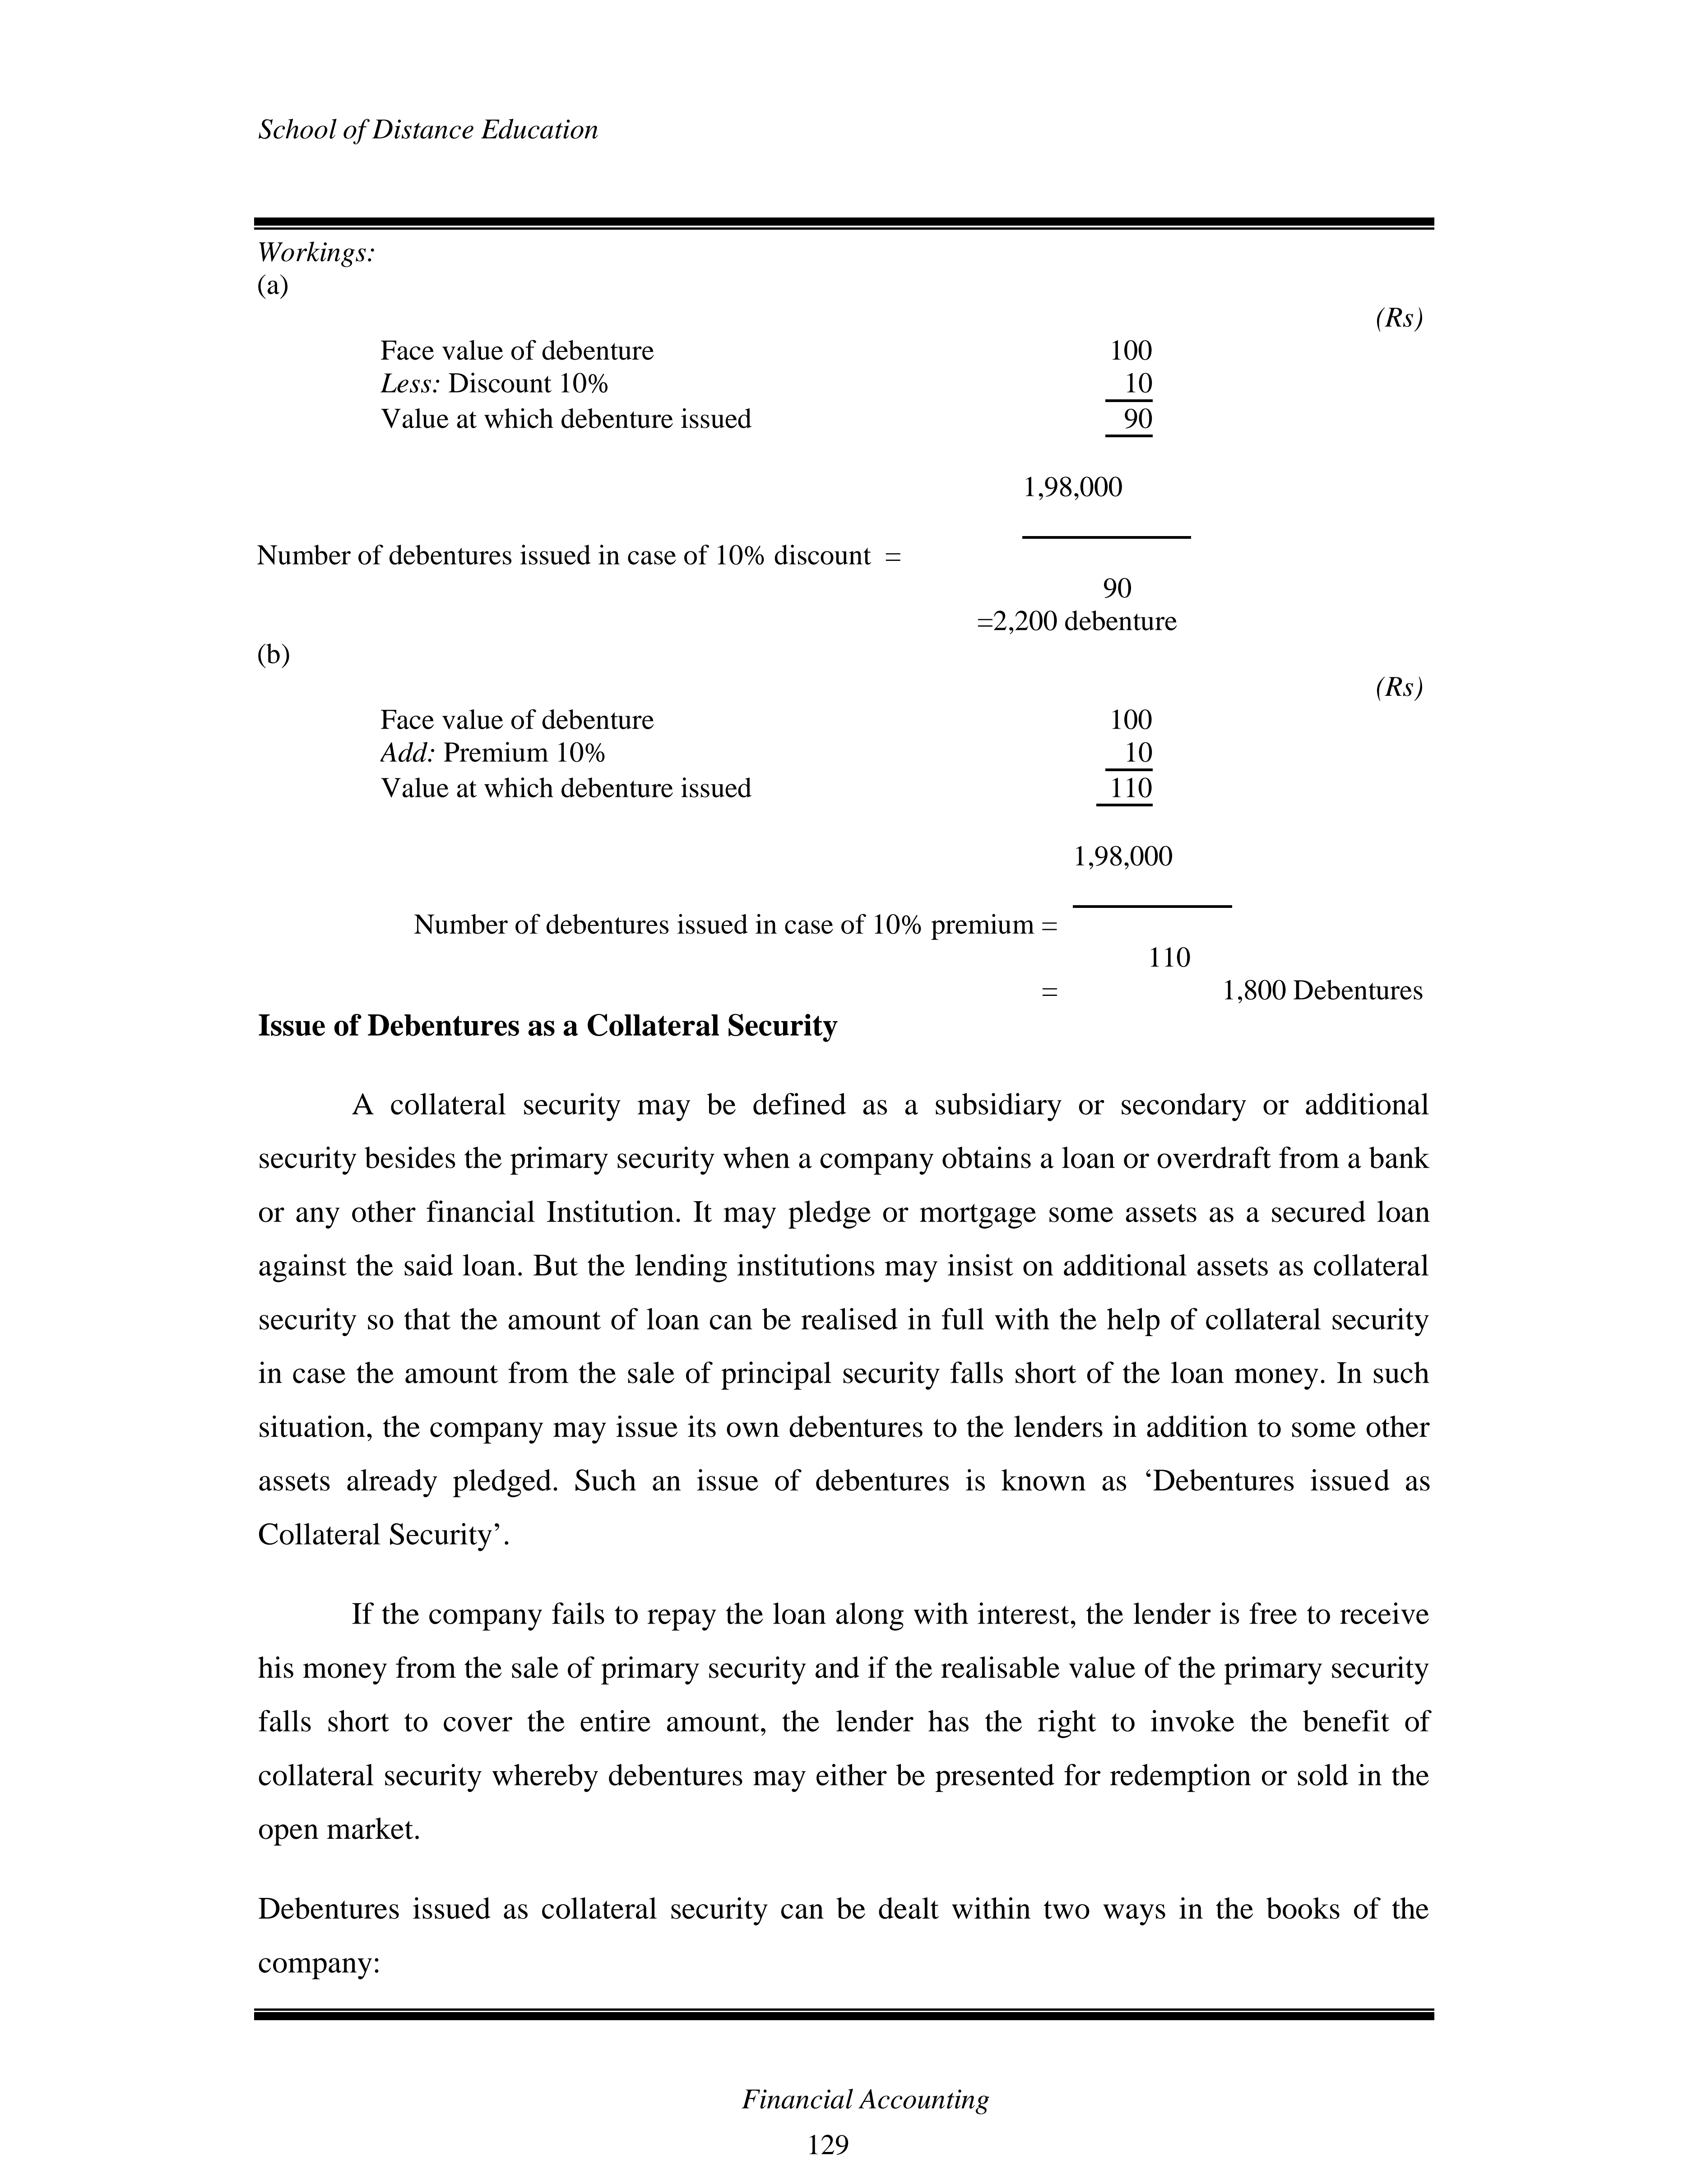 School of Distance Education
Workings:
(a)
(Rs)
Face value of debenture 100
Less: Discount 10% 10
Value at which debenture issued 90
1,98,000
Number of debentures issued in case of 10% discount =
90
=2,200 debenture
(b)
(Rs)
Face value of debenture 100
Add: Premium 10% 10
Value at which debenture issued 110
1,98,000
Number of debentures issued in case of 10% premium =
110
= 1,800 Debentures
Issue of Debentures as a Collateral Security
A collateral security may be defined as a subsidiary or secondary or additional
security besides the primary security when a company obtains a loan or overdraft from a bank
or any other financial Institution. It may pledge or mortgage some assets as a secured loan
against the said loan. But the lending institutions may insist on additional assets as collateral
security so that the amount of loan can be realised in full with the help of collateral security
in case the amount from the sale of principal security falls short of the loan money. In such
situation, the company may issue its own debentures to the lenders in addition to some other
assets already pledged. Such an issue of debentures is known as ‘Debentures issued as
Collateral Security’.
If the company fails to repay the loan along with interest, the lender is free to receive
his money from the sale of primary security and if the realisable value of the primary security
falls short to cover the entire amount, the lender has the right to invoke the benefit of
collateral security whereby debentures may either be presented for redemption or sold in the
open market.
Debentures issued as collateral security can be dealt within two ways in the books of the
company:
Financial Accounting
129